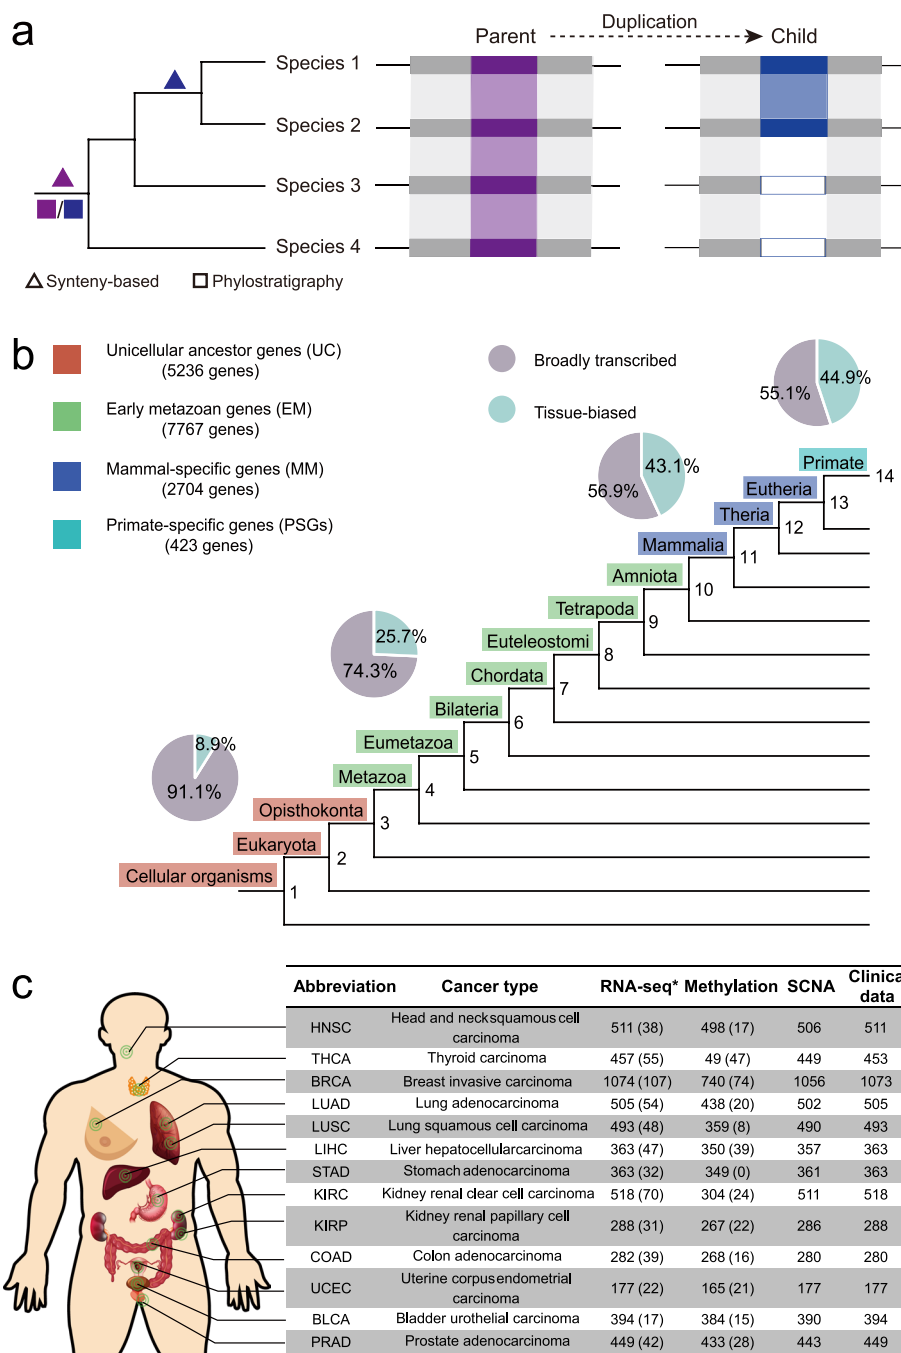 a
Duplication
Parent
Child
Species 1
Species 2
Species 3
Species 4
/
Synteny-based
Phylostratigraphy
b
Unicellular ancestor genes (UC)
(5236 genes)
Early metazoan genes (EM)
(7767 genes)
Mammal-specific genes (MM)
(2704 genes)
Primate-specific genes (PSGs)
(423 genes)
Broadly transcribed
Tissue-biased
44.9%
55.1%
43.1%
56.9%
25.7%
74.3%
8.9%
91.1%
Primate
14
Eutheria
13
Theria
12
Mammalia
11
Amniota
10
Tetrapoda
9
Euteleostomi
8
Chordata
7
Bilateria
6
Eumetazoa
5
Metazoa
4
Opisthokonta
3
Eukaryota
2
Cellular organisms
1
c
Abbreviation Cancer type RNA-seq* Methylation SCNA Clinical data
HNSC Head and necksquamouscell carcinoma 511 (38) 498 (17) 506 511
THCA Thyroid carcinoma 457 (55) 49 (47) 449 453
BRCA Breast invasive carcinoma 1074 (107) 740 (74) 1056 1073
LUAD Lung adenocarcinoma 505 (54) 438 (20) 502 505
LUSC Lung squamous cell carcinoma 493 (48) 359 (8) 490 493
LIHC Liver hepatocellularcarcinoma 363 (47) 350 (39) 357 363
STAD Stomach adenocarcinoma 363 (32) 349 (0) 361 363
KIRC Kidney renal clear cell carcinoma 518 (70) 304 (24) 511 518
KIRP Kidney renal papillary cell carcinoma 288 (31) 267 (22) 286 288
COAD Colon adenocarcinoma 282 (39) 268 (16) 280 280
UCEC Uterine corpusendometrial carcinoma 177 (22) 165 (21) 177 177
BLCA Bladder urothelial carcinoma 394 (17) 384 (15) 390 394
PRAD Prostate adenocarcinoma 449 (42) 433 (28) 443 449